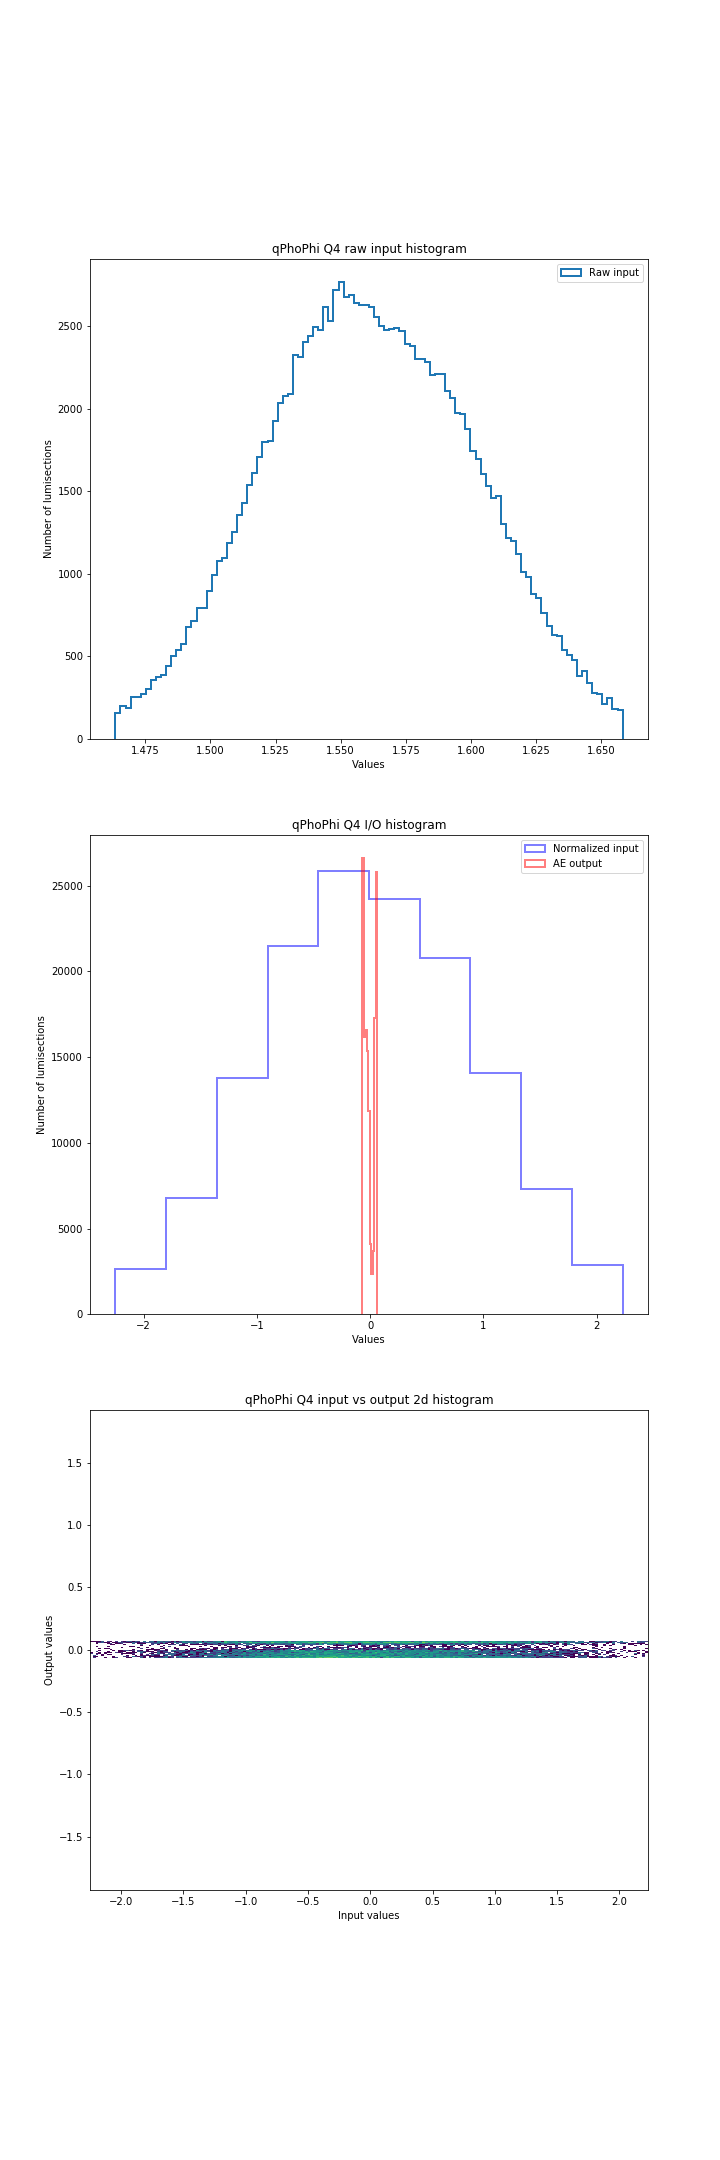 qPhoPhi Q4 raw input histogram
Raw input
Number of lumisections
2500
2000
1500
1000
500
0
1.475 1.500 1.525 1.550 1.575 1.600 1.625 1.650
Values
qPhoPhi Q4 I/O histogram
Normalized input
AE output
Number of lumisections
25000
20000
15000
10000
5000
0
−2 −1 0 1 2
Values
qPhoPhi Q4 input vs output 2d histogram
Output values
1.5
1.0
0.5
0.0
−0.5
−1.0
−1.5
−2.0 −1.5 −1.0 −0.5 0.0 0.5 1.0 1.5 2.0
Input values